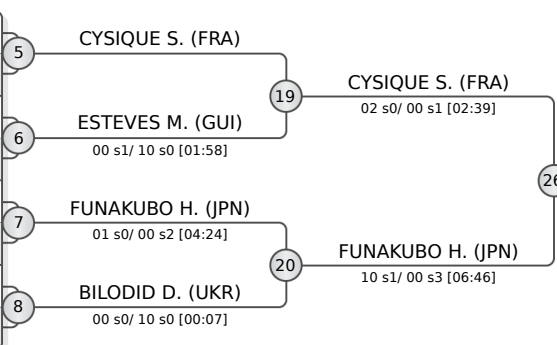 5
CYSIQUE S. (FRA)
19
CYSIQUE S. (FRA)
02 s0/ 00 s1 [02:39]
6
ESTEVES M. (GUI)
00 s1/ 10 s0 [01:58]
26
7
FUNAKUBO H. (JPN)
01 s0/ 00 s2 [04:24]
20
FUNAKUBO H. (JPN)
10 s1/ 00 s3 [06:46]
8
BILODID D. (UKR)
00 s0/ 10 s0 [00:07]